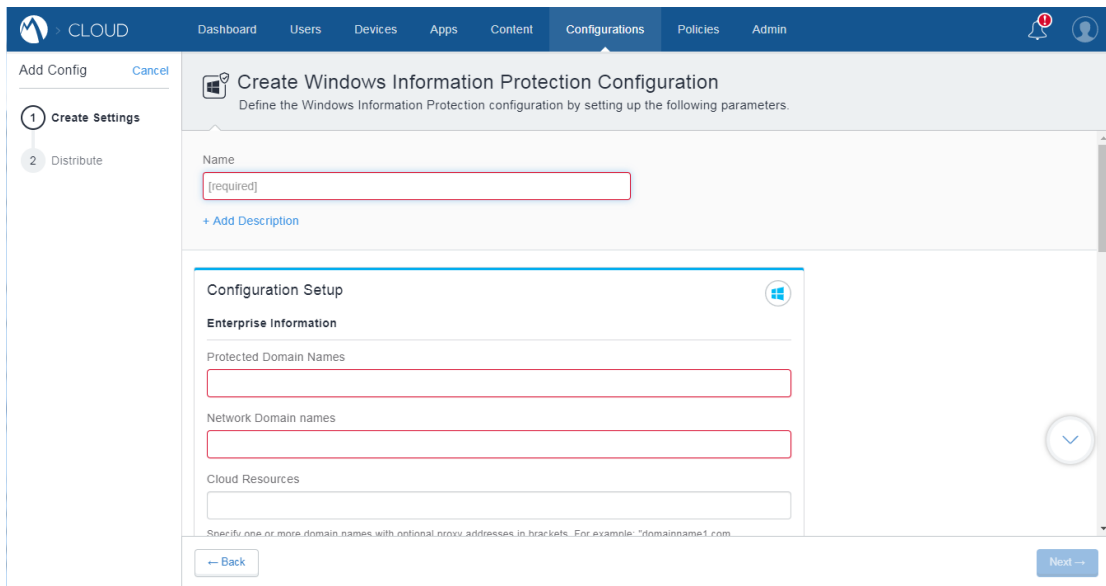 CLOUD
Dashboard Users Devices Apps Content Configurations Policies Admin
Add Config Cancel
1 Create Settings
2 Distribute
Create Windows Information Protection Configuration
Define the Windows Information Protection configuration by setting up the following parameters.
Name
[required]
+ Add Description
Configuration Setup
Enterprise Information
Protected Domain Names
Network Domain names
Cloud Resources
Specify one or more domain names with optional proxy addresses in brackets. For example: "domainname1.com
← Back
Next →